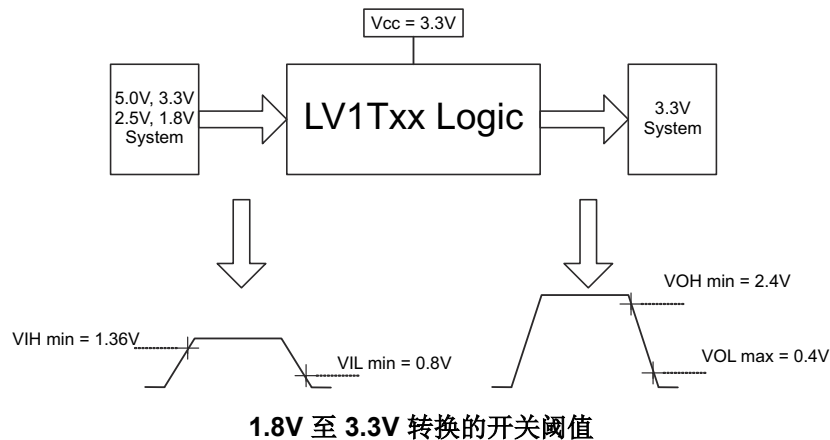 Vcc = 3.3V
5.0V, 3.3V
2.5V, 1.8V
System
LV1Txx Logic
3.3V
System
VIH min = 1.36V
VIL min = 0.8V
VOH min = 2.4V
VOL max = 0.4V
1.8V 至 3.3V 转换的开关阈值